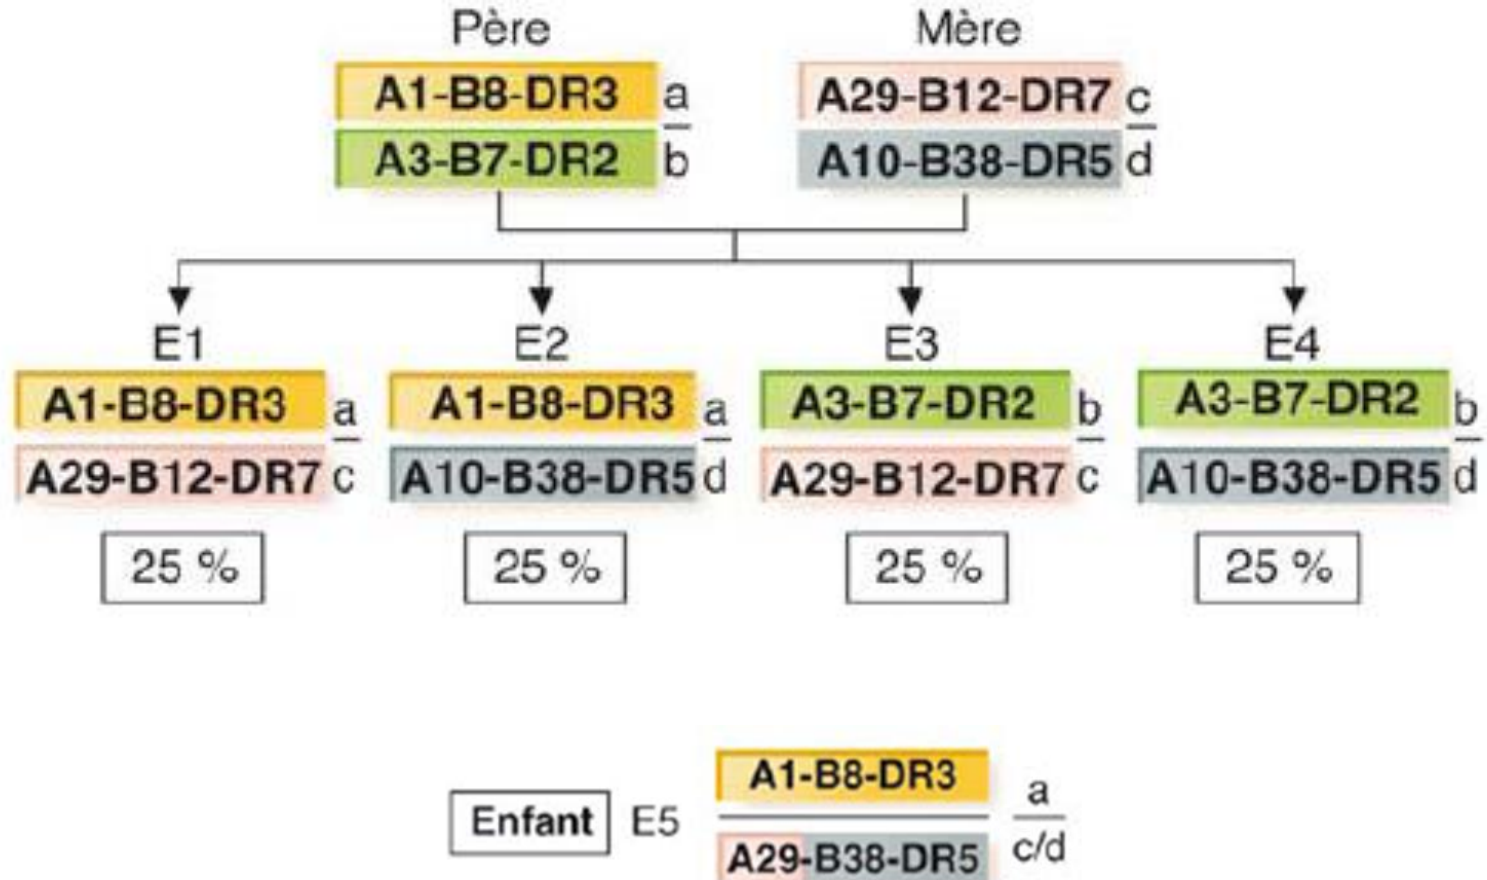 Père
A1-B8-DR3 a
A3-B7-DR2 b
Mère
A29-B12-DR7 c
A10-B38-DR5 d
E1
A1-B8-DR3 a
A29-B12-DR7 c
25 %
E2
A1-B8-DR3 a
A10-B38-DR5 d
25 %
E3
A3-B7-DR2 b
A29-B12-DR7 c
25 %
E4
A3-B7-DR2 b
A10-B38-DR5 d
25 %
Enfant E5
A1-B8-DR3 a
A29-B38-DR5 c/d